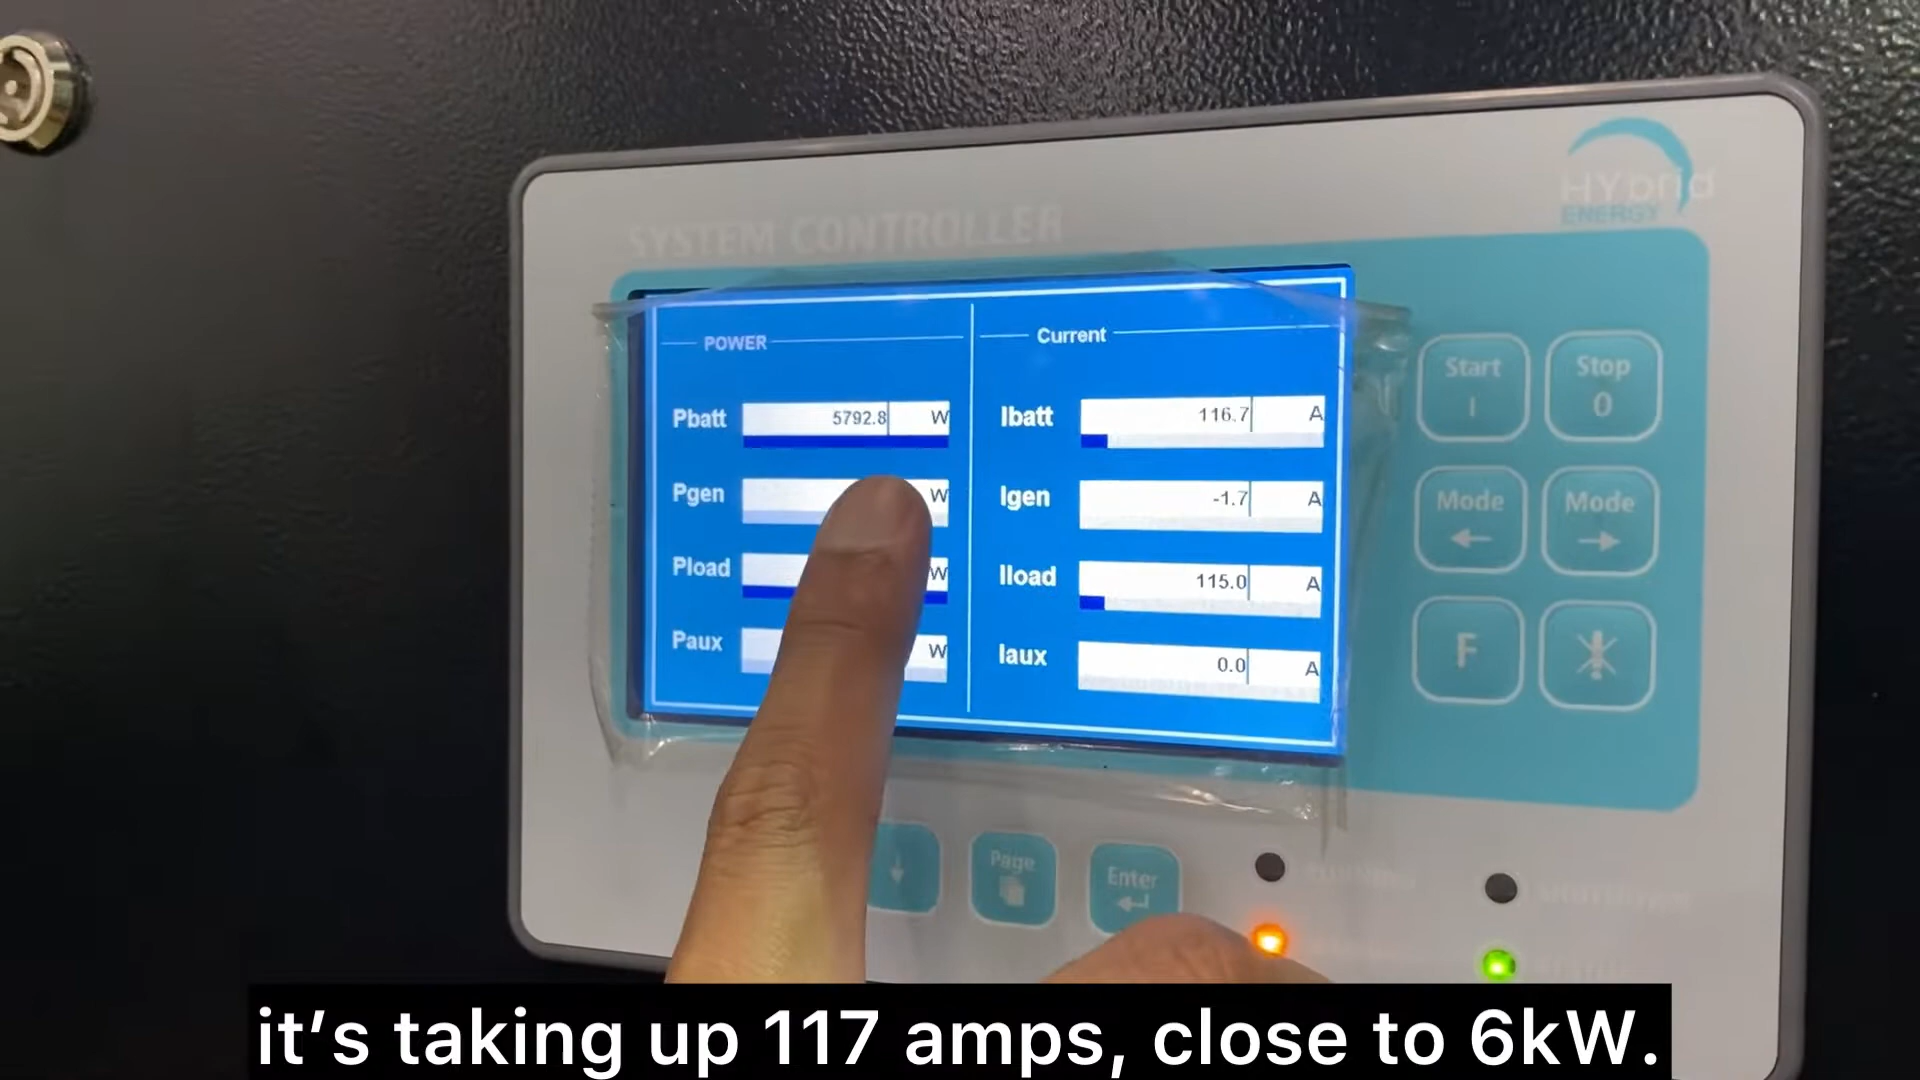 HYbrid
ENERGY
SYSTEM CONTROLLER
POWER
Pbatt 5792.8 W
Pgen W
Pload W
Paux W
Current
Ibatt 116.7 A
Igen -1.7 A
Iload 115.0 A
Iaux 0.0 A
Start
I
Stop
0
Mode
Mode
F
Page
Enter
it’s taking up 117 amps, close to 6kW.